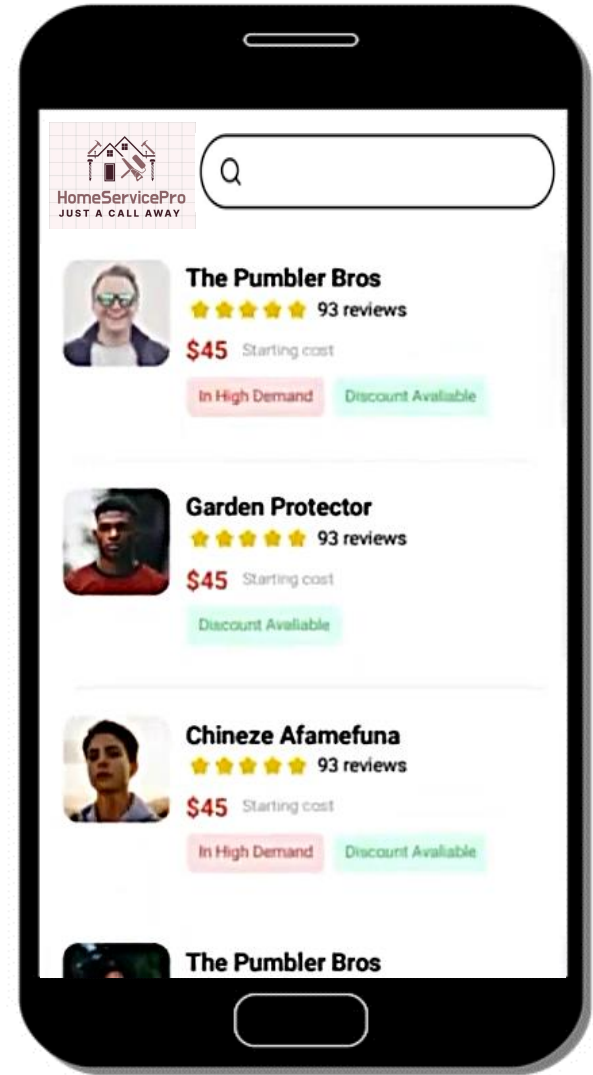 HomeServicePro
JUST A CALL AWAY
The Pumbler Bros
93 reviews
$45 Starting cost
In High Demand Discount Avaliable
Garden Protector
93 reviews
$45 Starting cost
Discount Avaliable
Chineze Afamefuna
93 reviews
$45 Starting cost
In High Demand Discount Avaliable
The Pumbler Bros